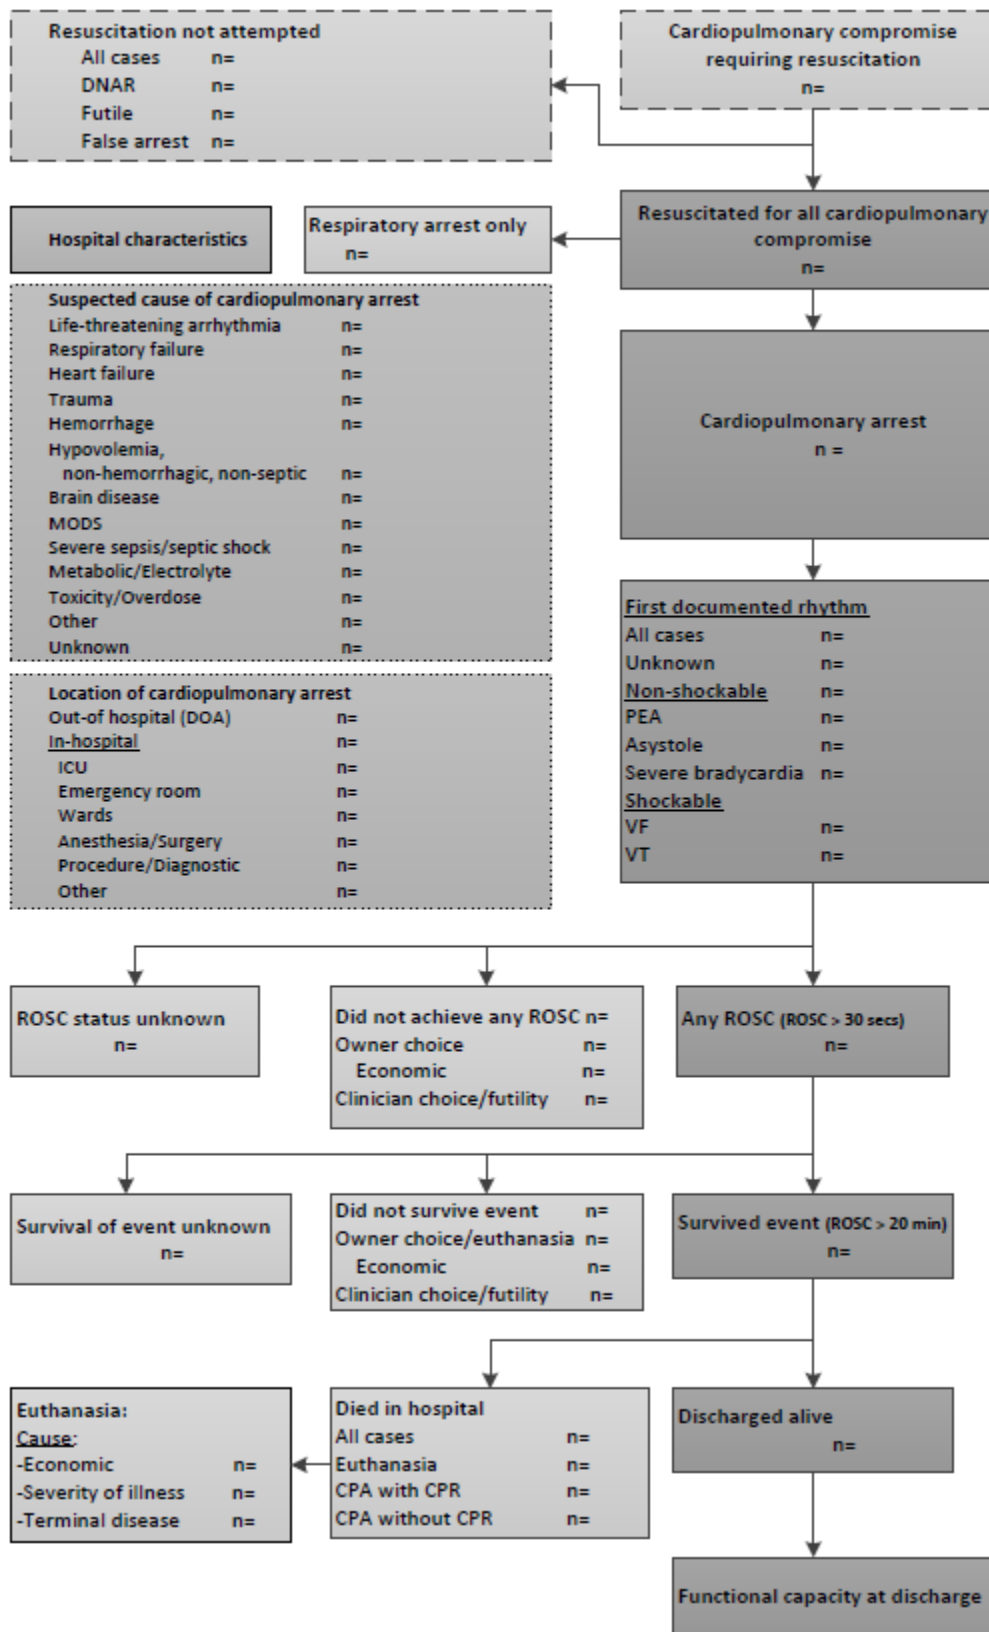 Resuscitation not attempted
All cases n=
DNAR n=
Futile n=
False arrest n=
Cardiopulmonary compromise
requiring resuscitation
n=
Hospital characteristics
Respiratory arrest only
n=
Resuscitated for all cardiopulmonary
compromise
n=
Suspected cause of cardiopulmonary arrest
Life-threatening arrhythmia n=
Respiratory failure n=
Heart failure n=
Trauma n=
Hemorrhage n=
Hypovolemia,
non-hemorrhagic, non-septic n=
Brain disease n=
MODS n=
Severe sepsis/septic shock n=
Metabolic/Electrolyte n=
Toxicity/Overdose n=
Other n=
Unknown n=
Cardiopulmonary arrest
n =
Location of cardiopulmonary arrest
Out-of hospital (DOA) n=
In-hospital n=
ICU n=
Emergency room n=
Wards n=
Anesthesia/Surgery n=
Procedure/Diagnostic n=
Other n=
First documented rhythm
All cases n=
Unknown n=
Non-shockable n=
PEA n=
Asystole n=
Severe bradycardia n=
Shockable
VF n=
VT n=
ROSC status unknown
n=
Did not achieve any ROSC n=
Owner choice n=
Economic n=
Clinician choice/futility n=
Any ROSC (ROSC > 30 secs)
n=
Survival of event unknown
n=
Did not survive event n=
Owner choice/euthanasia n=
Economic n=
Clinician choice/futility n=
Survived event (ROSC > 20 min)
n=
Euthanasia:
Cause:
-Economic n=
-Severity of illness n=
-Terminal disease n=
Died in hospital
All cases n=
Euthanasia n=
CPA with CPR n=
CPA without CPR n=
Discharged alive
n=
Functional capacity at discharge